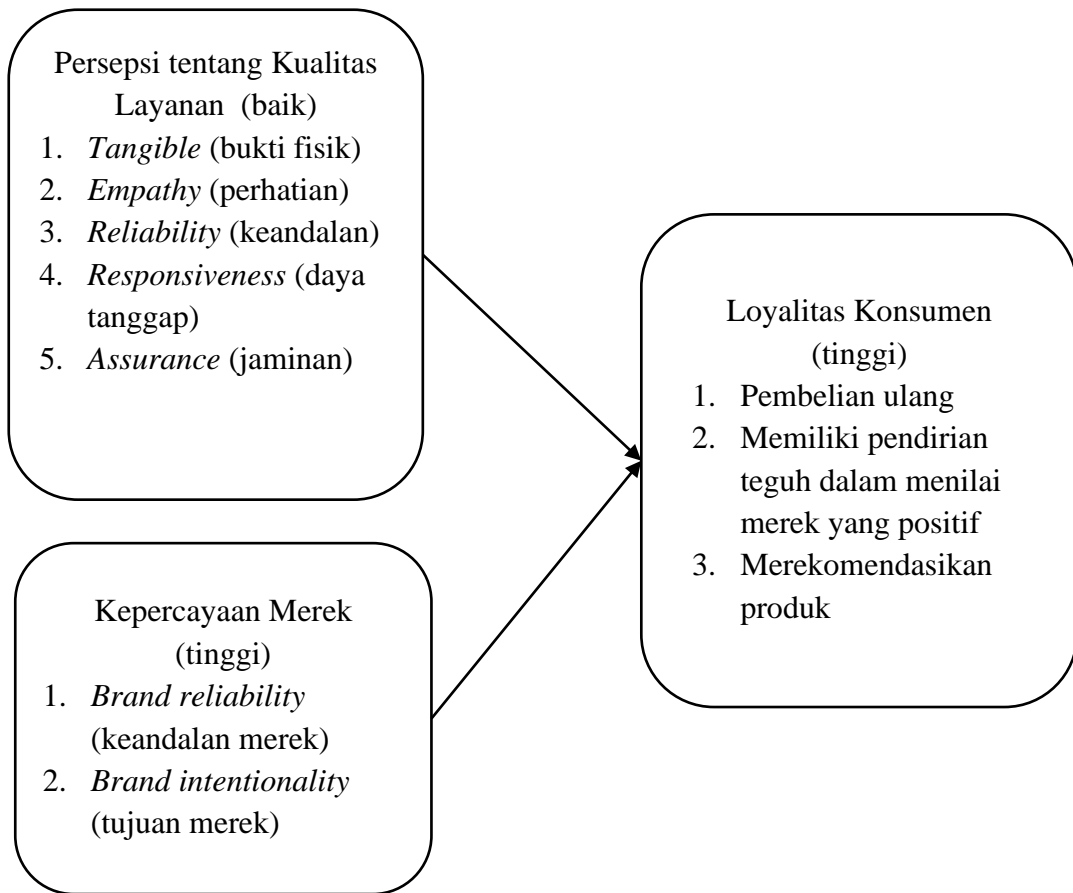 Persepsi tentang Kualitas
Layanan (baik)
1. Tangible (bukti fisik)
2. Empathy (perhatian)
3. Reliability (keandalan)
4. Responsiveness (daya
tanggap)
5. Assurance (jaminan)
Kepercayaan Merek
(tinggi)
1. Brand reliability
(keandalan merek)
2. Brand intentionality
(tujuan merek)
Loyalitas Konsumen
(tinggi)
1. Pembelian ulang
2. Memiliki pendirian
teguh dalam menilai
merek yang positif
3. Merekomendasikan
produk